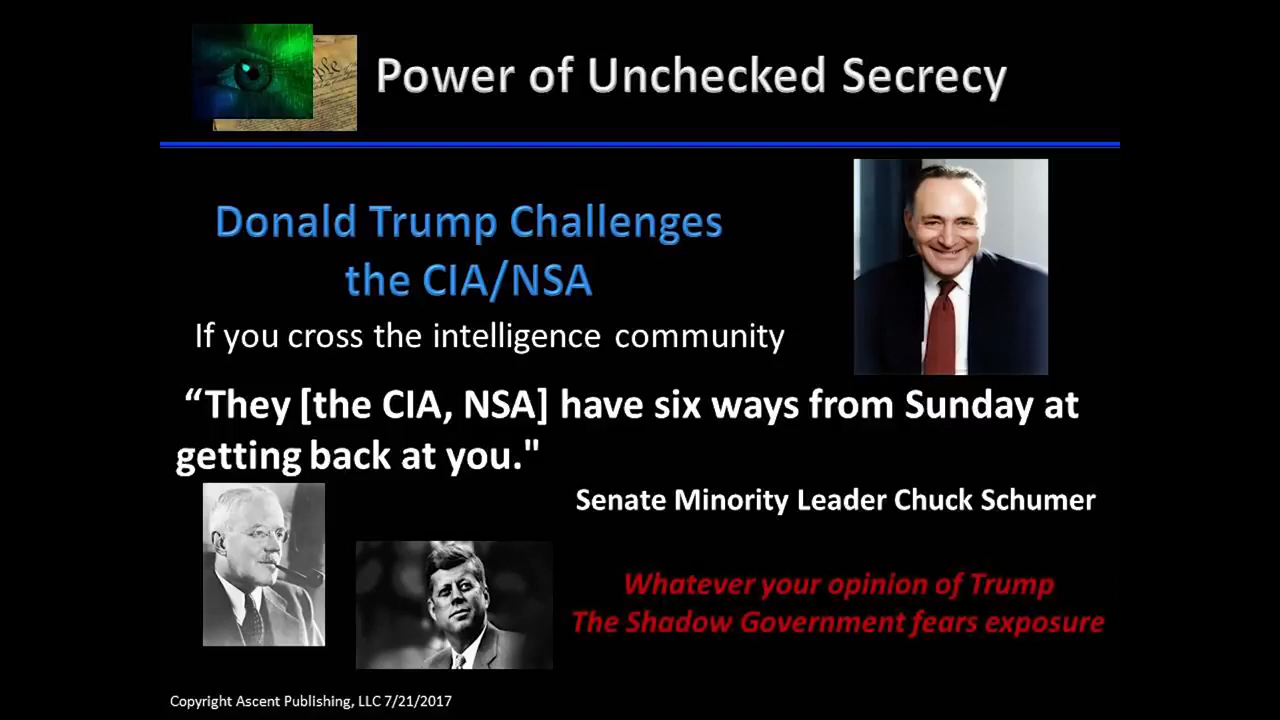 Power of Unchecked Secrecy
Donald Trump Challenges
the CIA/NSA
If you cross the intelligence community
“They [the CIA, NSA] have six ways from Sunday at
getting back at you."
Senate Minority Leader Chuck Schumer
Whatever your opinion of Trump
The Shadow Government fears exposure
Copyright Ascent Publishing, LLC 7/21/2017